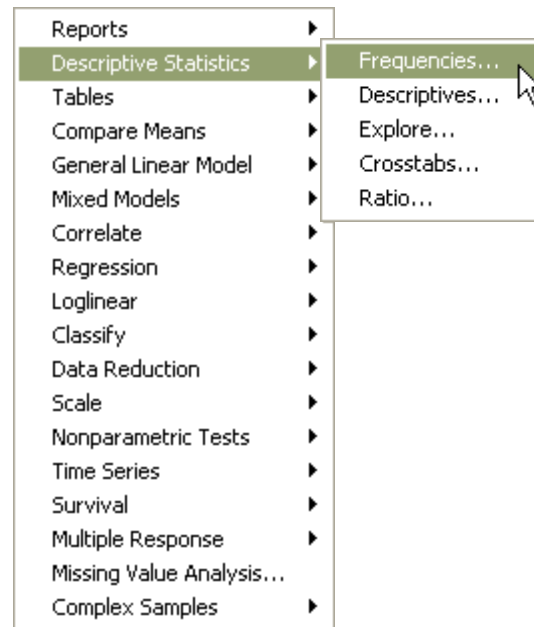 Reports
Descriptive Statistics
Tables
Compare Means
General Linear Model
Mixed Models
Correlate
Regression
Loglinear
Classify
Data Reduction
Scale
Nonparametric Tests
Time Series
Survival
Multiple Response
Missing Value Analysis...
Complex Samples
Frequencies...
Descriptives...
Explore...
Crosstabs...
Ratio...